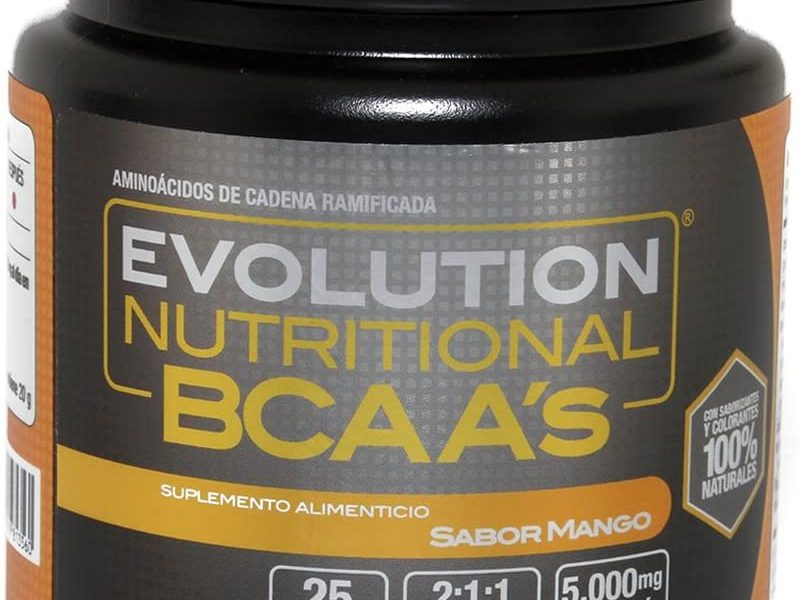 AMINOÁCIDOS DE CADENA RAMIFICADA
EVOLUTION®
NUTRITIONAL
BCAA'S
SUPLEMENTO ALIMENTICIO
SABOR MANGO
CON SABORIZANTES
Y COLORANTES
100%
NATURALES
25
2:1:1
5,000mg
20 g